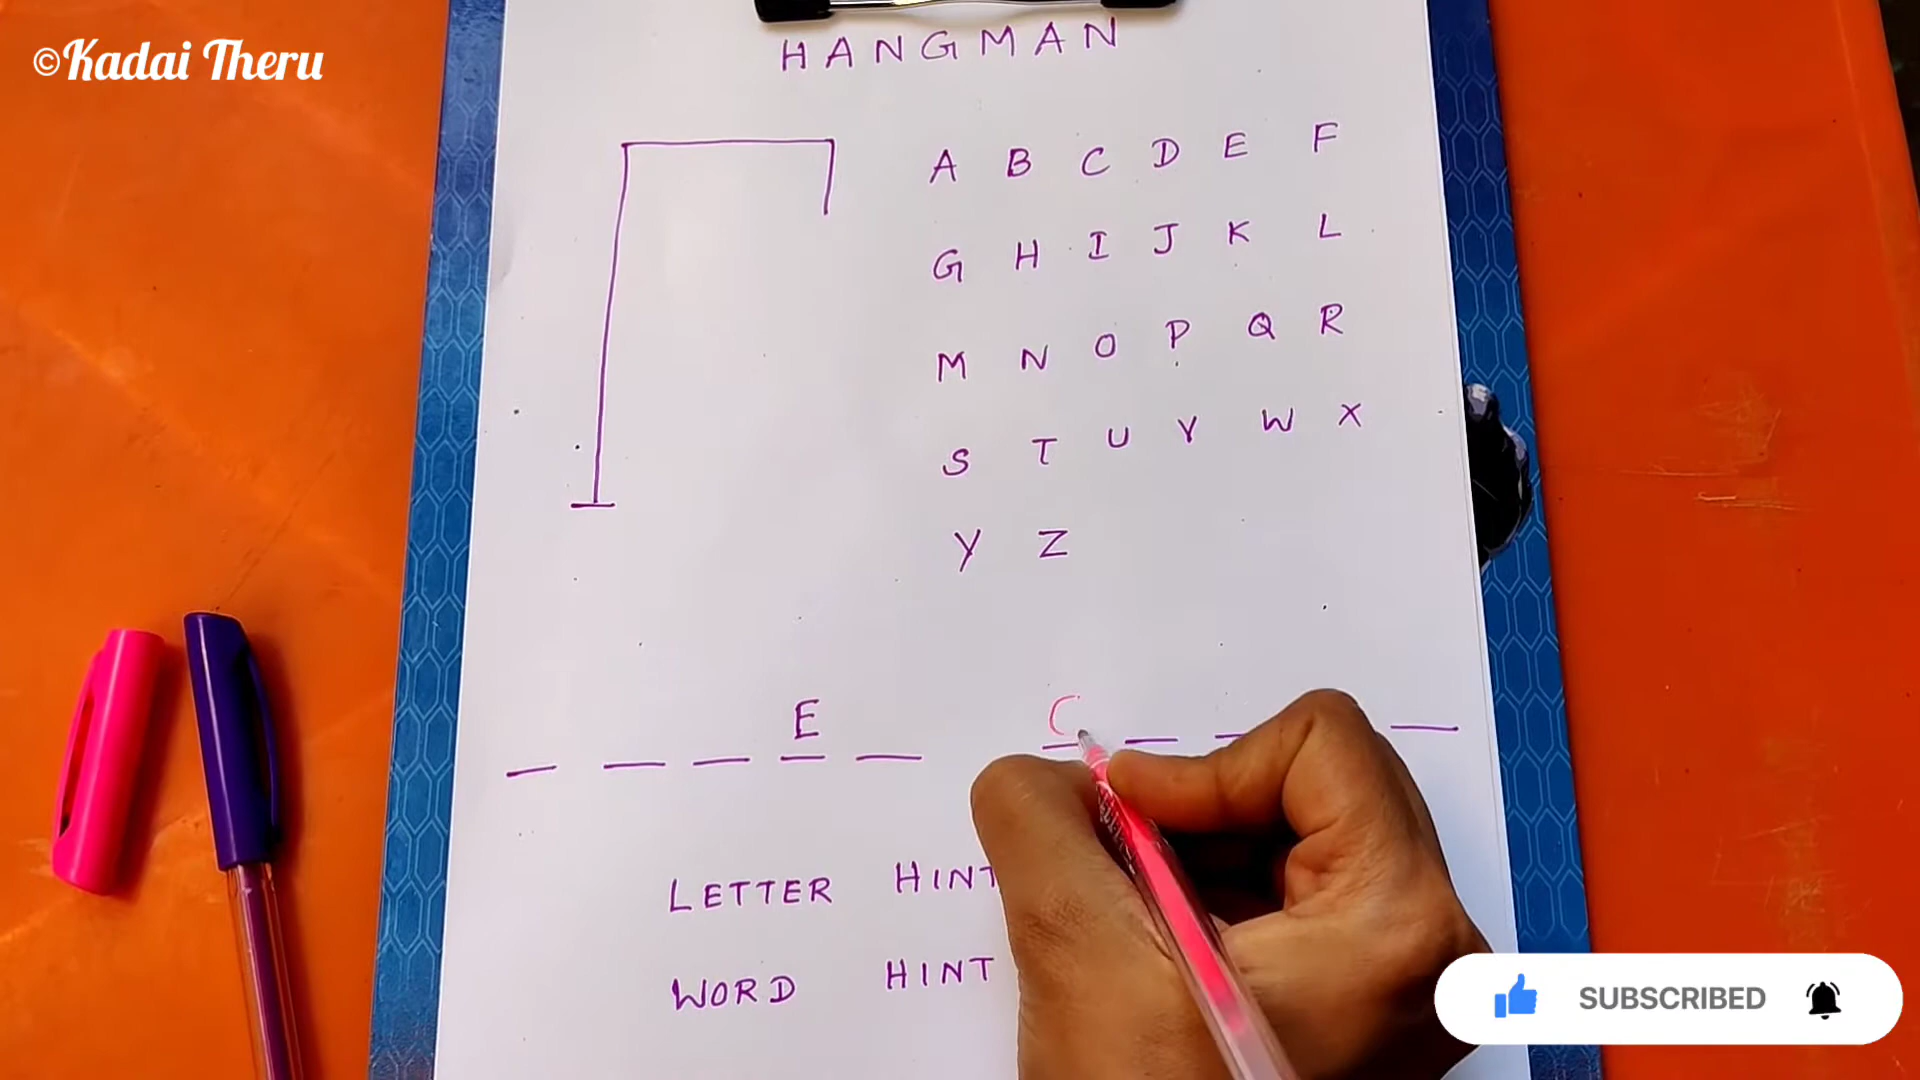 ©Kadai Theru
HANGMAN
A B C D E F
G H I J K L
M N O P Q R
S T U V W X
Y Z
E C
LETTER HINT
WORD HINT
SUBSCRIBED